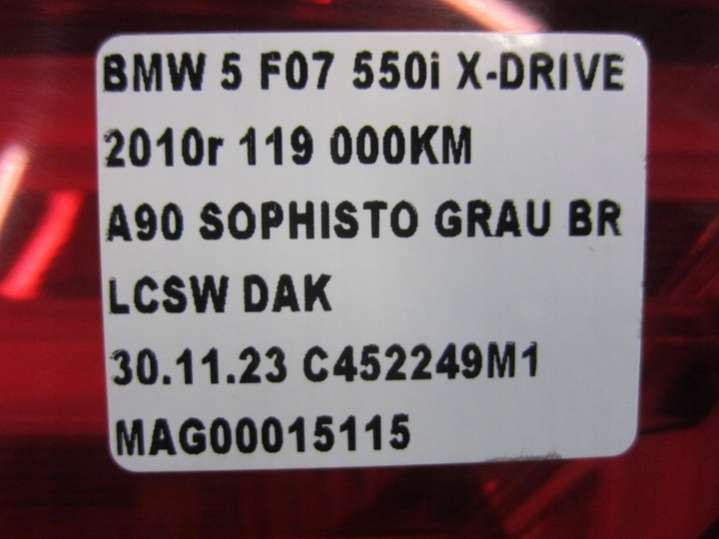 BMW 5 F07 550i X-DRIVE
2010r 119 000KM
A90 SOPHISTO GRAU BR
LCSW DAK
30.11.23 C452249M1
MAG00015115